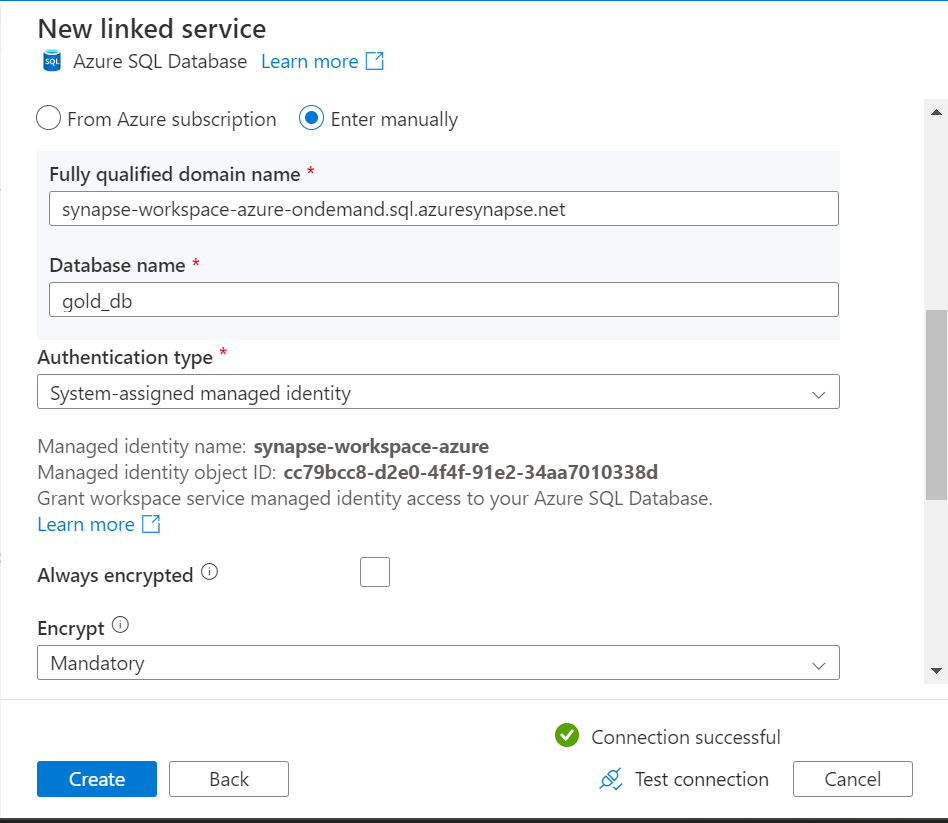 New linked service
SQL Azure SQL Database Learn more
From Azure subscription Enter manually
Fully qualified domain name *
synapse-workspace-azure-ondemand.sql.azuresynapse.net
Database name *
gold_db
Authentication type *
System-assigned managed identity
Managed identity name: synapse-workspace-azure
Managed identity object ID: cc79bcc8-d2e0-4f4f-91e2-34aa7010338d
Grant workspace service managed identity access to your Azure SQL Database.
Learn more
Always encrypted
Encrypt
Mandatory
Connection successful
Create Back Test connection Cancel